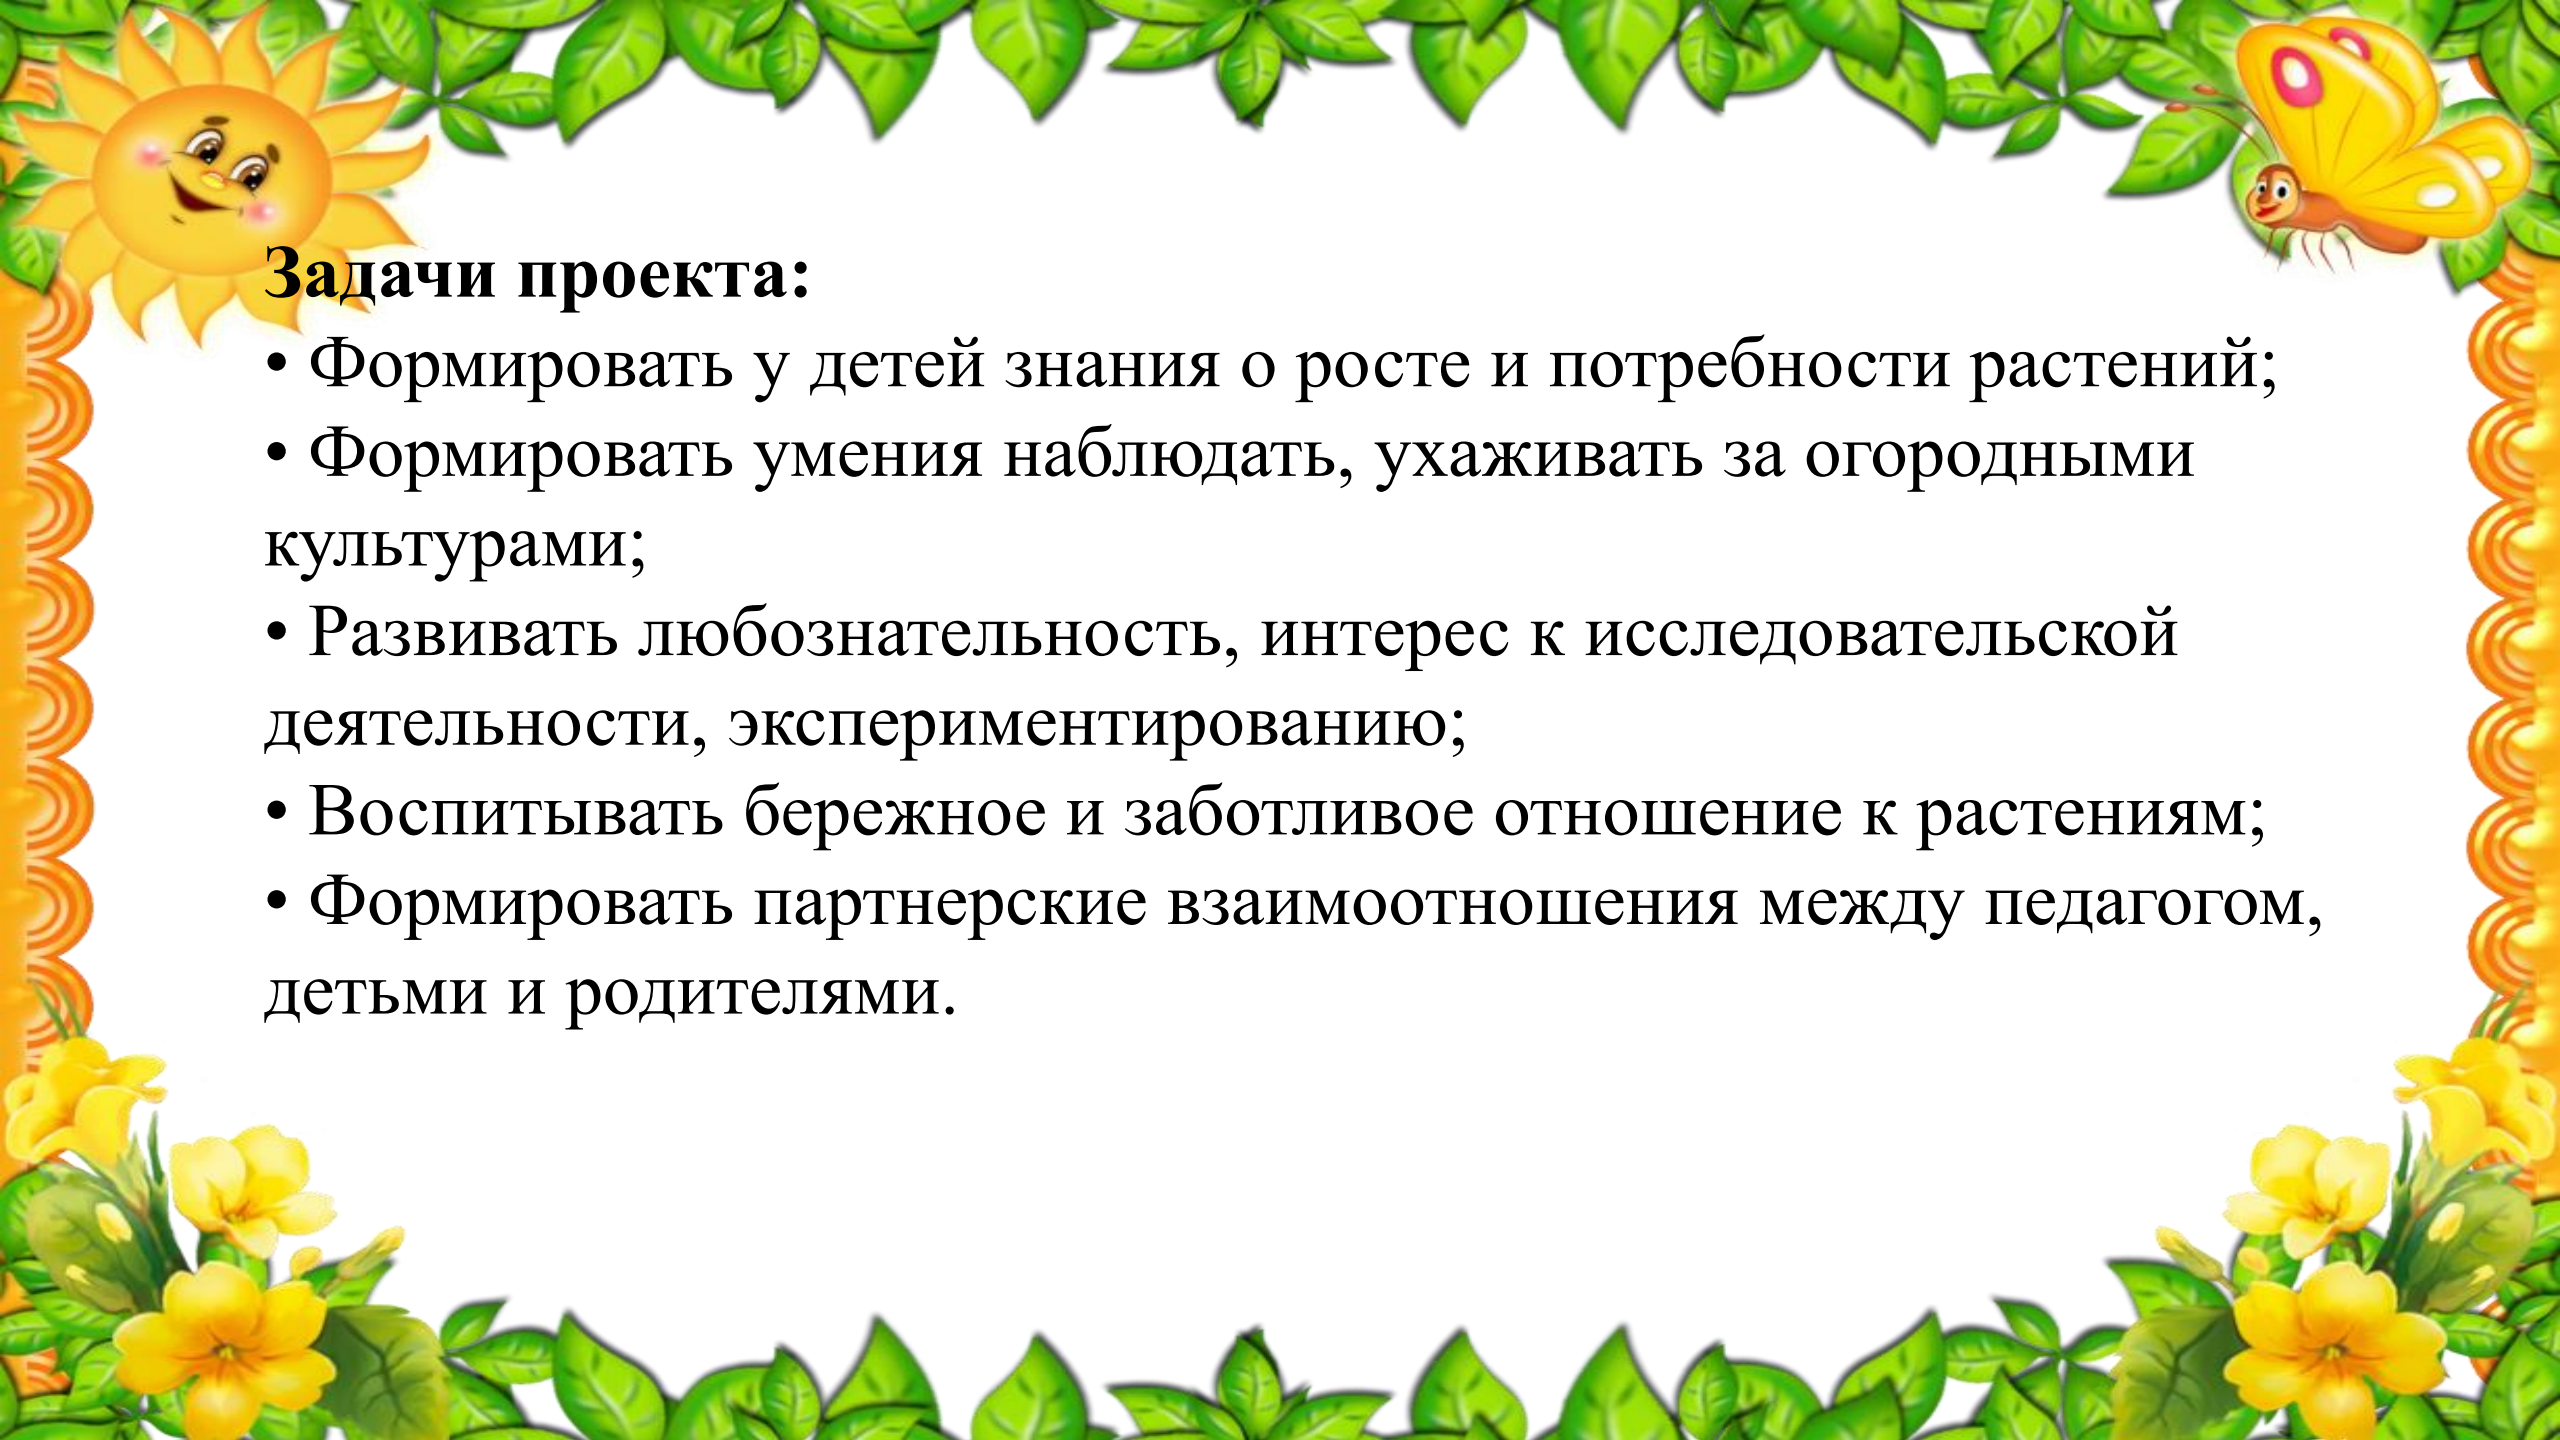 Задачи проекта:
• Формировать у детей знания о росте и потребности растений;
• Формировать умения наблюдать, ухаживать за огородными
культурами;
• Развивать любознательность, интерес к исследовательской
деятельности, экспериментированию;
• Воспитывать бережное и заботливое отношение к растениям;
• Формировать партнерские взаимоотношения между педагогом,
детьми и родителями.